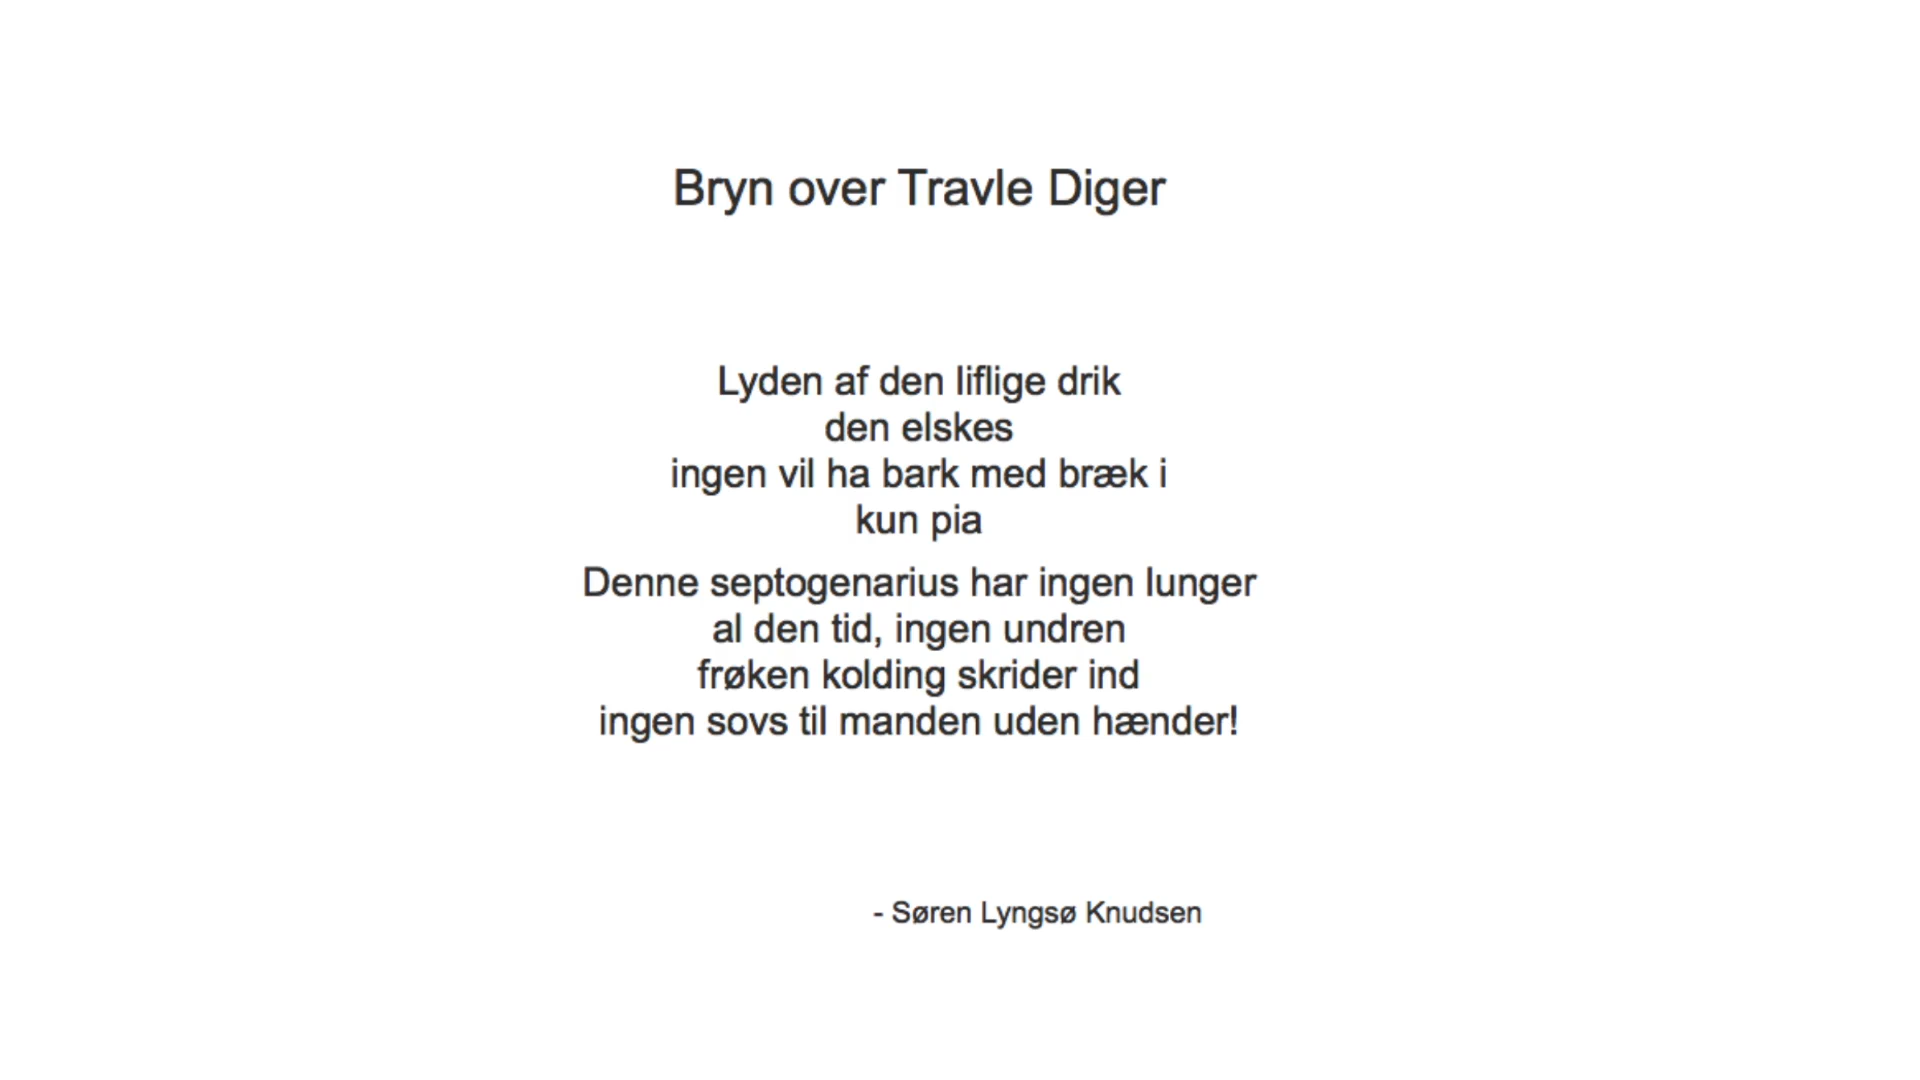 Bryn over Travle Diger
Lyden af den liflige drik
den elskes
ingen vil ha bark med bræk i
kun pia
Denne septogenarius har ingen lunger
al den tid, ingen undren
frøken kolding skrider ind
ingen sovs til manden uden hænder!
- Søren Lyngsø Knudsen